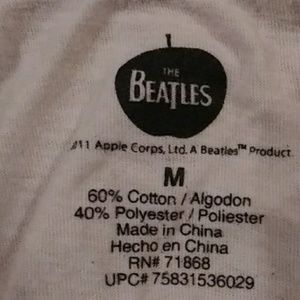 THE
BEATLES
11 Apple Corps, Ltd. A Beatles™ Product.
M
60% Cotton / Algodon
40% Polyester / Poliester
Made in China
Hecho en China
RN# 71868
UPC# 75831536029